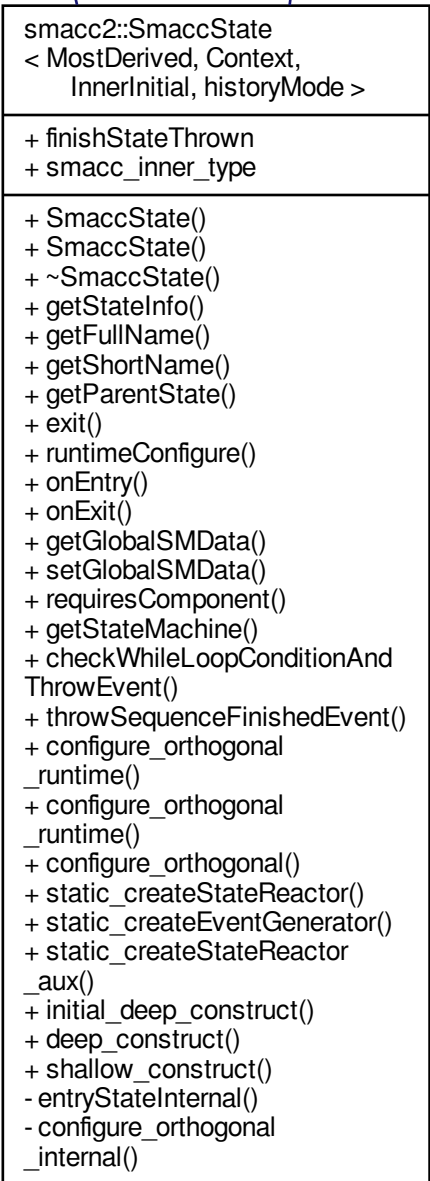 smacc2::SmaccState
< MostDerived, Context,
InnerInitial, historyMode >
+ finishStateThrown
+ smacc_inner_type
+ SmaccState()
+ SmaccState()
+ ~SmaccState()
+ getStateInfo()
+ getFullName()
+ getShortName()
+ getParentState()
+ exit()
+ runtimeConfigure()
+ onEntry()
+ onExit()
+ getGlobalSMData()
+ setGlobalSMData()
+ requiresComponent()
+ getStateMachine()
+ checkWhileLoopConditionAnd
ThrowEvent()
+ throwSequenceFinishedEvent()
+ configure_orthogonal
_runtime()
+ configure_orthogonal
_runtime()
+ configure_orthogonal()
+ static_createStateReactor()
+ static_createEventGenerator()
+ static_createStateReactor
_aux()
+ initial_deep_construct()
+ deep_construct()
+ shallow_construct()
- entryStateInternal()
- configure_orthogonal
_internal()